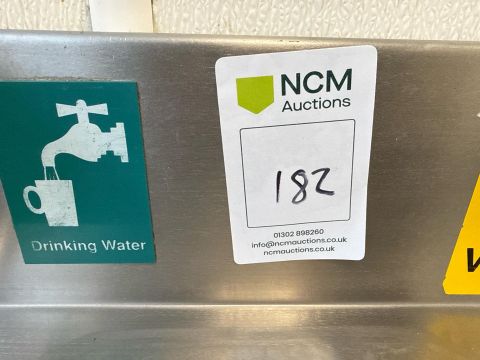 Drinking Water
NCM
Auctions
182
01302 898260
info@ncmauctions.co.uk
ncmauctions.co.uk